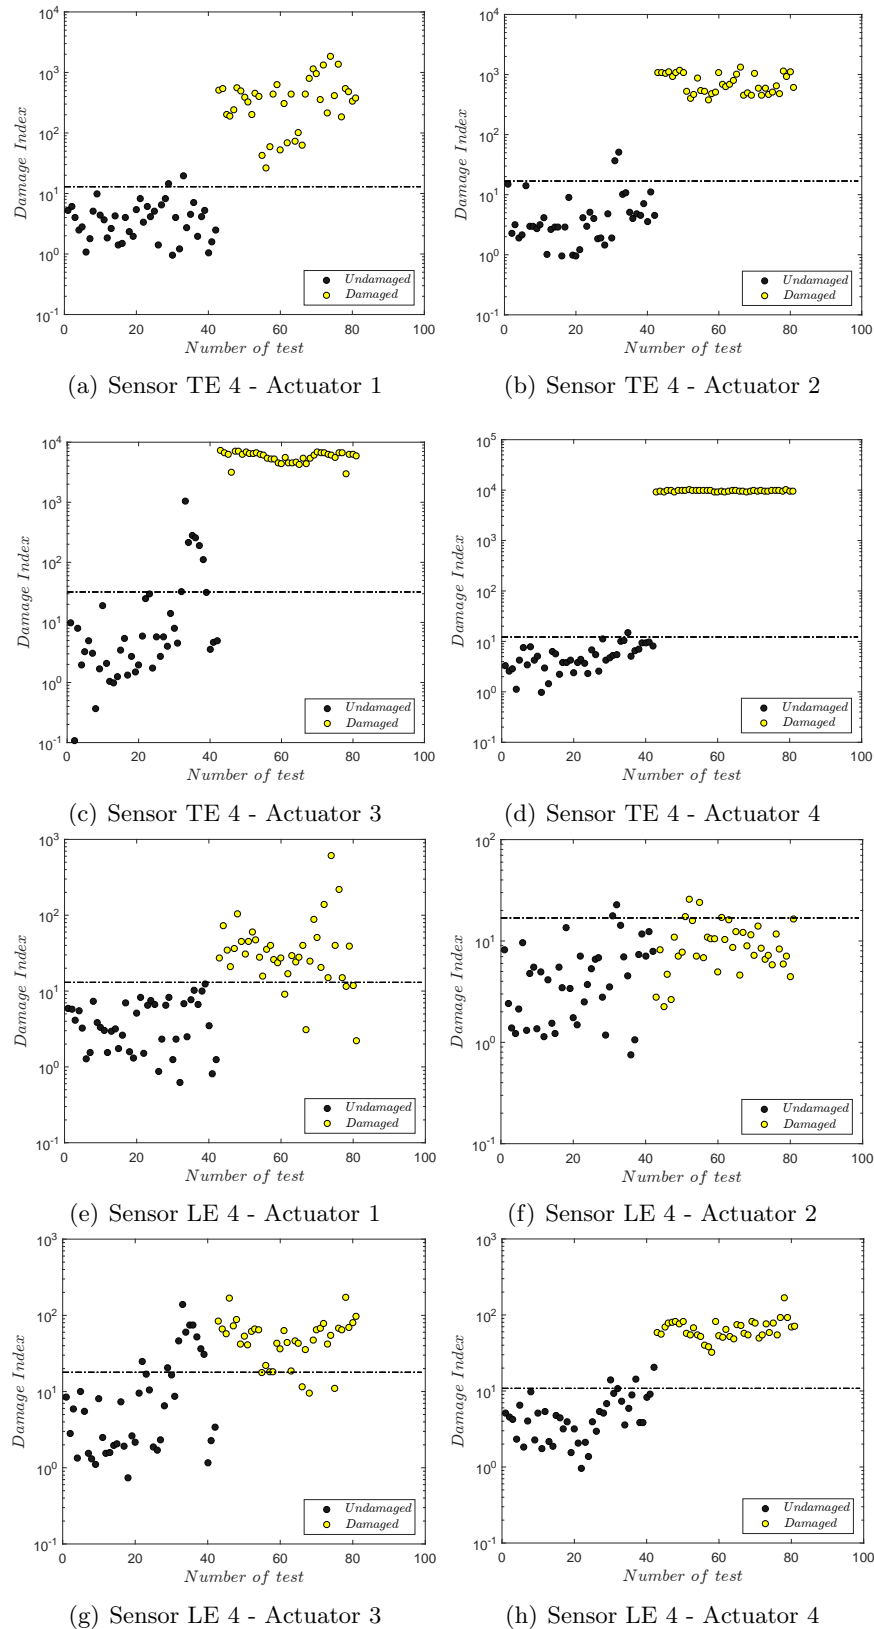 10^4
10^3
10^2
10^1
10^0
10^-1
0 20 40 60 80 100
Damage Index
Number of test
Undamaged
Damaged
(a) Sensor TE 4 - Actuator 1
10^4
10^3
10^2
10^1
10^0
10^-1
0 20 40 60 80 100
Damage Index
Number of test
Undamaged
Damaged
(b) Sensor TE 4 - Actuator 2
10^4
10^3
10^2
10^1
10^0
10^-1
0 20 40 60 80 100
Damage Index
Number of test
Undamaged
Damaged
(c) Sensor TE 4 - Actuator 3
10^5
10^4
10^3
10^2
10^1
10^0
10^-1
0 20 40 60 80 100
Damage Index
Number of test
Undamaged
Damaged
(d) Sensor TE 4 - Actuator 4
10^3
10^2
10^1
10^0
10^-1
0 20 40 60 80 100
Damage Index
Number of test
Undamaged
Damaged
(e) Sensor LE 4 - Actuator 1
10^2
10^1
10^0
10^-1
0 20 40 60 80 100
Damage Index
Number of test
Undamaged
Damaged
(f) Sensor LE 4 - Actuator 2
10^3
10^2
10^1
10^0
10^-1
0 20 40 60 80 100
Damage Index
Number of test
Undamaged
Damaged
(g) Sensor LE 4 - Actuator 3
10^3
10^2
10^1
10^0
10^-1
0 20 40 60 80 100
Damage Index
Number of test
Undamaged
Damaged
(h) Sensor LE 4 - Actuator 4